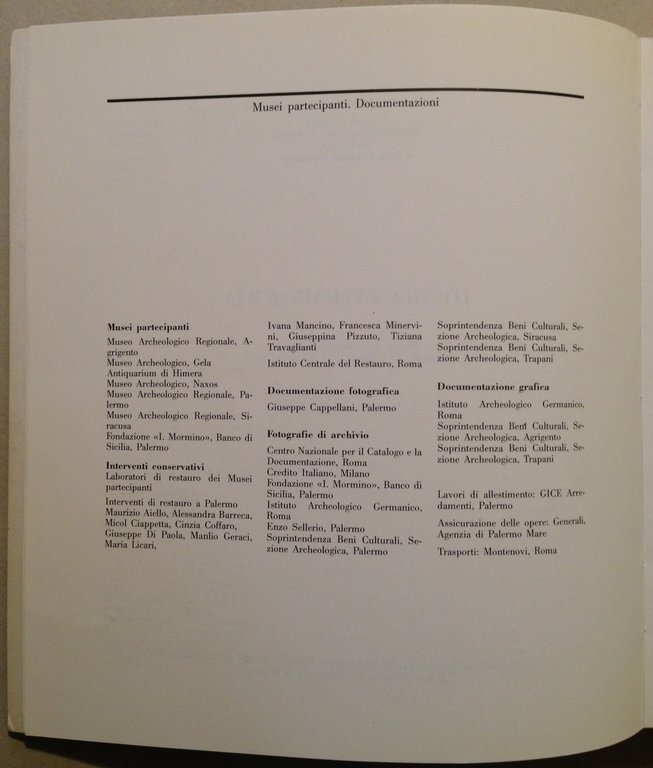 Musei partecipanti. Documentazioni
Musei partecipanti
Museo Archeologico Regionale, A-
grigento
Museo Archeologico, Gela
Antiquarium di Himera
Museo Archeologico, Naxos
Museo Archeologico Regionale, Pa-
lermo
Museo Archeologico Regionale, Si-
racusa
Fondazione «I. Mormino», Banco di
Sicilia, Palermo
Interventi conservativi
Laboratori di restauro dei Musei
partecipanti
Interventi di restauro a Palermo
Maurizio Aiello, Alessandra Barreca,
Micol Ciappetta, Cinzia Coffaro,
Giuseppe Di Paola, Manlio Geraci,
Maria Licari,
Ivana Mancino, Francesca Minervi-
ni, Giuseppina Pizzuto, Tiziana
Travaglianti
Istituto Centrale del Restauro, Roma
Documentazione fotografica
Giuseppe Cappellani, Palermo
Fotografie di archivio
Centro Nazionale per il Catalogo e la
Documentazione, Roma
Credito Italiano, Milano
Fondazione «I. Mormino», Banco di
Sicilia, Palermo
Istituto Archeologico Germanico,
Roma
Enzo Sellerio, Palermo
Soprintendenza Beni Culturali, Se-
zione Archeologica, Palermo
Soprintendenza Beni Culturali, Se-
zione Archeologica, Siracusa
Soprintendenza Beni Culturali, Se-
zione Archeologica, Trapani
Documentazione grafica
Istituto Archeologico Germanico,
Roma
Soprintendenza Beni Culturali, Se-
zione Archeologica, Agrigento
Soprintendenza Beni Culturali, Se-
zione Archeologica, Trapani
Lavori di allestimento: GICE Arre-
damenti, Palermo
Assicurazione delle opere: Generali,
Agenzia di Palermo Mare
Trasporti: Montenovi, Roma